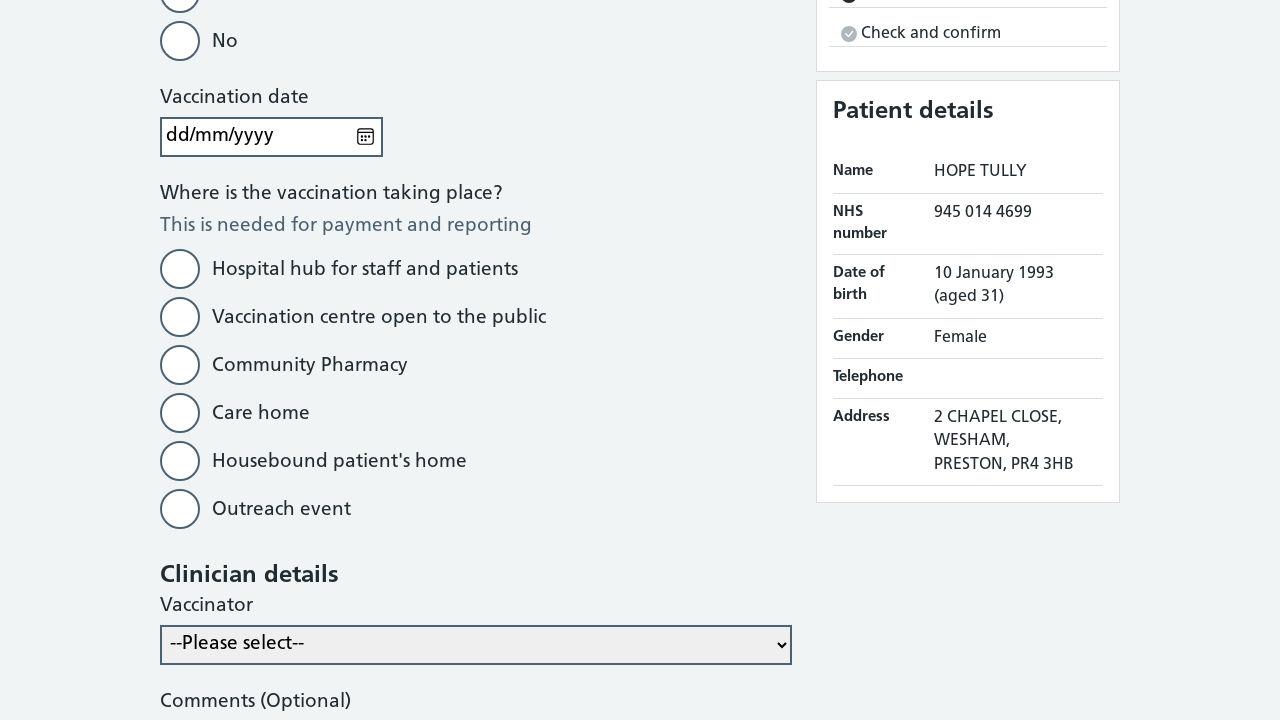 No
Vaccination date
dd/mm/yyyy
Where is the vaccination taking place?
This is needed for payment and reporting
Hospital hub for staff and patients
Vaccination centre open to the public
Community Pharmacy
Care home
Housebound patient's home
Outreach event
Clinician details
Vaccinator
--Please select--
Comments (Optional)
Check and confirm
Patient details
Name HOPE TULLY
NHS number 945 014 4699
Date of birth 10 January 1993 (aged 31)
Gender Female
Telephone
Address 2 CHAPEL CLOSE,
WESHAM,
PRESTON, PR4 3HB